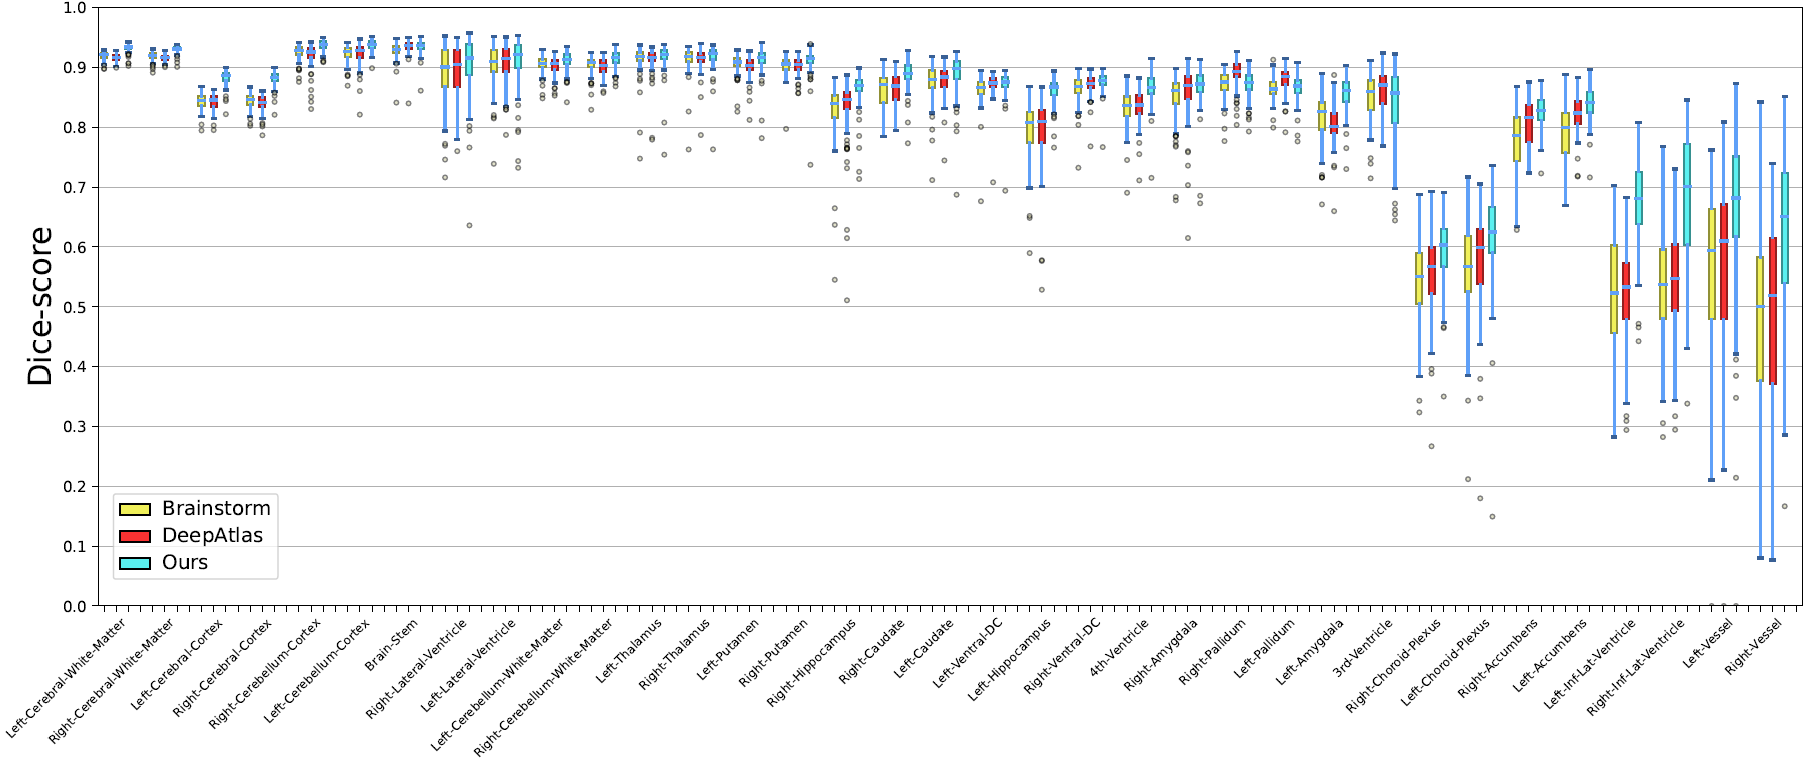 1.0
0.9
0.8
0.7
0.6
0.5
0.4
0.3
0.2
0.1
0.0
Dice-score
Brainstorm
DeepAtlas
Ours
Left-Cerebral-White-Matter
Right-Cerebral-White-Matter
Left-Cerebral-Cortex
Right-Cerebral-Cortex
Right-Cerebellum-Cortex
Left-Cerebellum-Cortex
Brain-Stem
Right-Lateral-Ventricle
Left-Lateral-Ventricle
Left-Cerebellum-White-Matter
Right-Cerebellum-White-Matter
Left-Thalamus
Right-Thalamus
Left-Putamen
Right-Putamen
Right-Hippocampus
Right-Caudate
Left-Caudate
Left-Ventral-DC
Left-Hippocampus
Right-Ventral-DC
4th-Ventricle
Right-Amygdala
Right-Pallidum
Left-Pallidum
Left-Amygdala
3rd-Ventricle
Right-Choroid-Plexus
Left-Choroid-Plexus
Right-Accumbens
Left-Accumbens
Left-Inf-Lat-Ventricle
Right-Inf-Lat-Ventricle
Left-Vessel
Right-Vessel